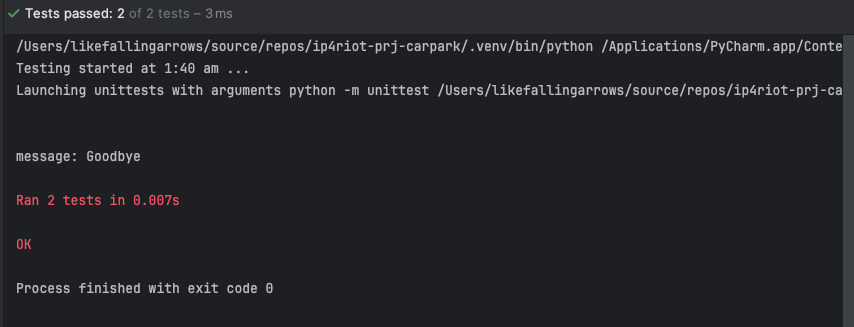 Tests passed: 2 of 2 tests – 3 ms
/Users/likefallingarrows/source/repos/ip4riot-prj-carpark/.venv/bin/python /Applications/PyCharm.app/Conte
Testing started at 1:40 am ...
Launching unittests with arguments python -m unittest /Users/likefallingarrows/source/repos/ip4riot-prj-ca
message: Goodbye
Ran 2 tests in 0.007s
OK
Process finished with exit code 0